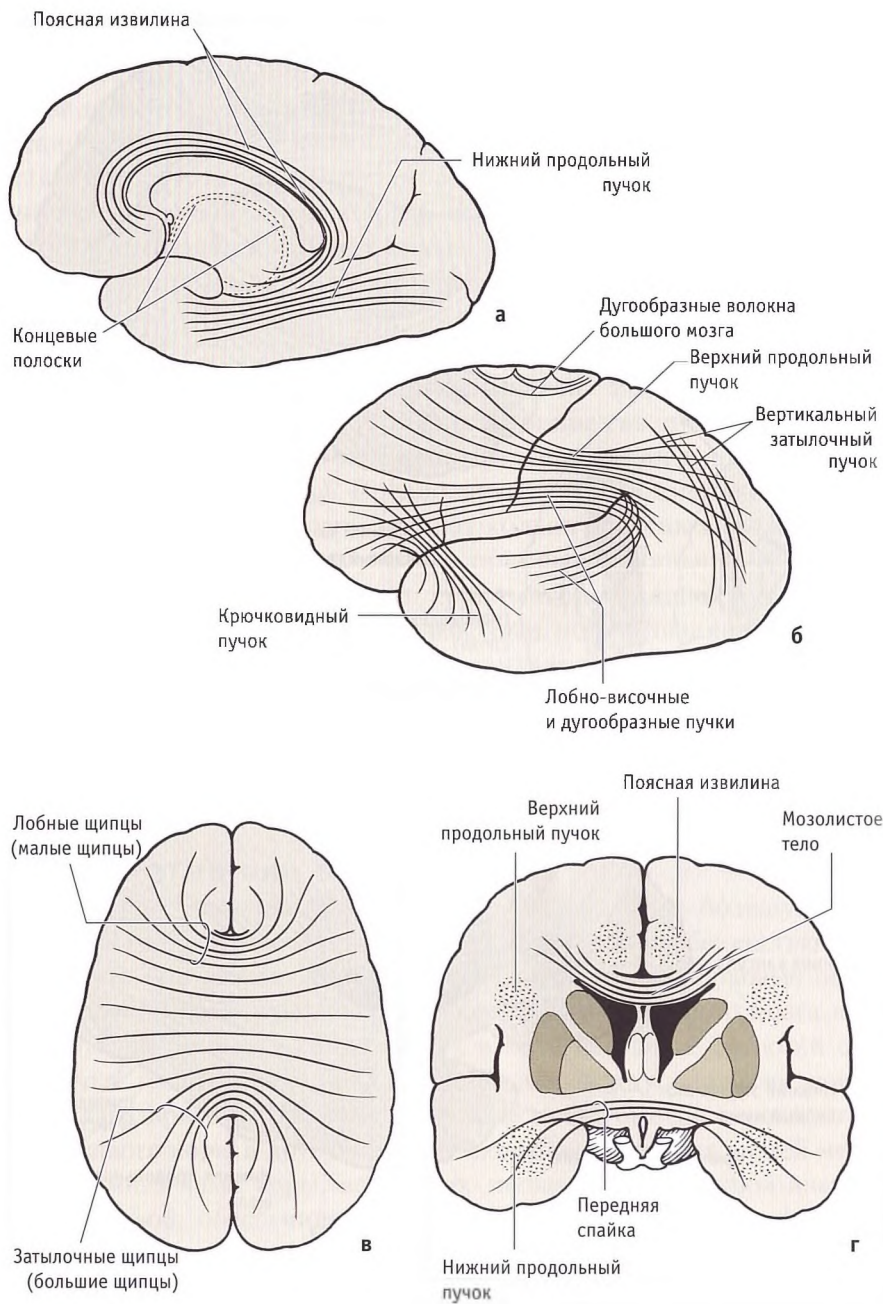 Поясная извилина
Нижний продольный
пучок
Концевые
полоски
а
Дугообразные волокна
большого мозга
Верхний продольный
пучок
Вертикальный
затылочный
пучок
Крючковидный
пучок
б
Лобно-височные
и дугообразные пучки
Лобные щипцы
(малые щипцы)
Затылочные щипцы
(большие щипцы)
в
Поясная извилина
Верхний
продольный пучок
Мозолистое
тело
Передняя
спайка
Нижний продольный
пучок
г